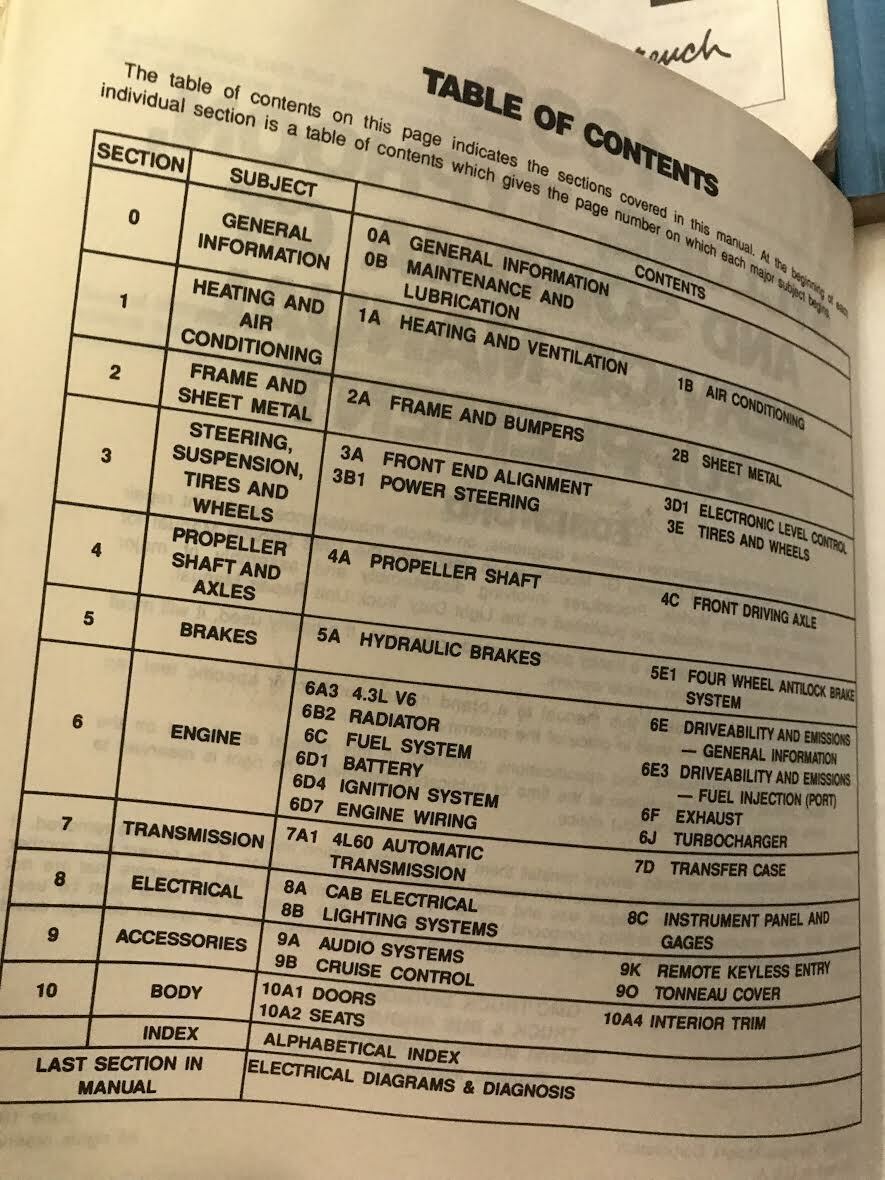 TABLE OF CONTENTS
The table of contents on this page indicates the sections covered in this manual. At the beginning of each
individual section is a table of contents which gives the page number on which each major subject begins.
SECTION SUBJECT CONTENTS
0 GENERAL INFORMATION
0A GENERAL INFORMATION
0B MAINTENANCE AND
LUBRICATION
1 HEATING AND
AIR
CONDITIONING
1A HEATING AND VENTILATION 1B AIR CONDITIONING
2 FRAME AND
SHEET METAL
2A FRAME AND BUMPERS 2B SHEET METAL
3 STEERING,
SUSPENSION,
TIRES AND
WHEELS
3A FRONT END ALIGNMENT 3D1 ELECTRONIC LEVEL CONTROL
3B1 POWER STEERING 3E TIRES AND WHEELS
4 PROPELLER
SHAFT AND
AXLES
4A PROPELLER SHAFT 4C FRONT DRIVING AXLE
5 BRAKES
5A HYDRAULIC BRAKES 5E1 FOUR WHEEL ANTILOCK BRAKE
SYSTEM
6 ENGINE
6A3 4.3L V6
6B2 RADIATOR
6C FUEL SYSTEM
6D1 BATTERY
6D4 IGNITION SYSTEM
6D7 ENGINE WIRING
6E DRIVEABILITY AND EMISSIONS
— GENERAL INFORMATION
6E3 DRIVEABILITY AND EMISSIONS
— FUEL INJECTION (PORT)
6F EXHAUST
6J TURBOCHARGER
7 TRANSMISSION
7A1 4L60 AUTOMATIC
TRANSMISSION
7D TRANSFER CASE
8 ELECTRICAL
8A CAB ELECTRICAL
8B LIGHTING SYSTEMS
8C INSTRUMENT PANEL AND
GAGES
9 ACCESSORIES
9A AUDIO SYSTEMS
9B CRUISE CONTROL
9K REMOTE KEYLESS ENTRY
9O TONNEAU COVER
10 BODY
10A1 DOORS
10A2 SEATS
10A4 INTERIOR TRIM
INDEX ALPHABETICAL INDEX
LAST SECTION IN
MANUAL
ELECTRICAL DIAGRAMS & DIAGNOSIS